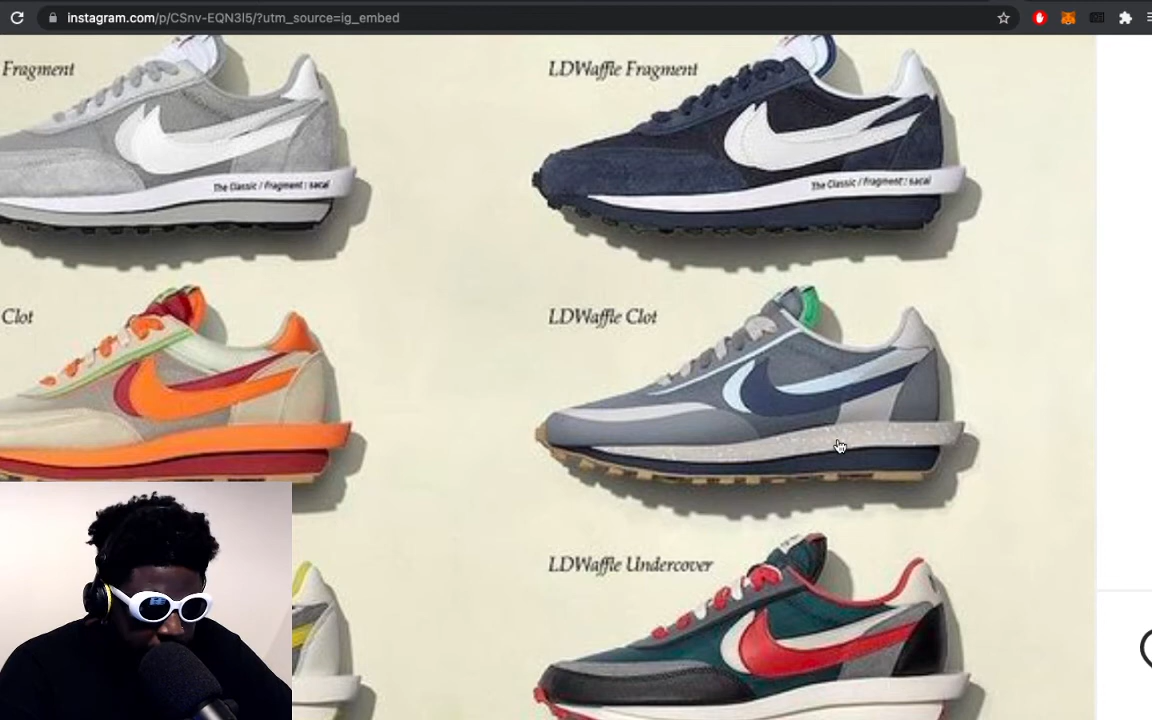 instagram.com/p/CSnv-EQN3l5/?utm_source=ig_embed
Fragment
LDWaffle Fragment
The Classic / Fragment : sacai
The Classic / Fragment : sacai
Clot
LDWaffle Clot
LDWaffle Undercover